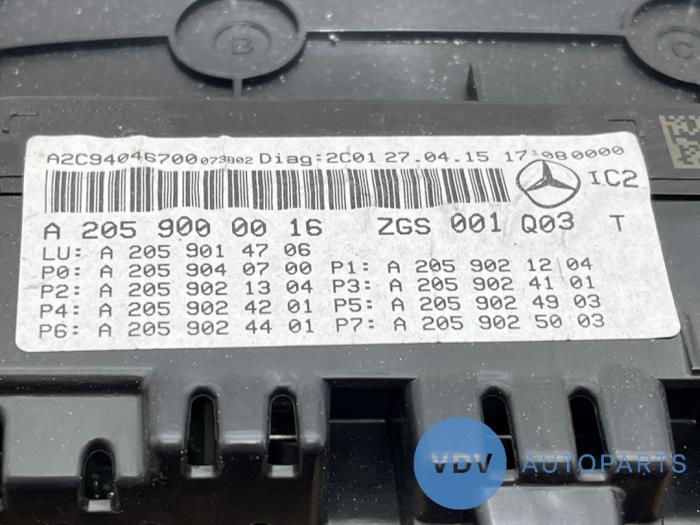 B
C
A2C94046700073802 Diag:2C01 27.04.15 17:080000
I.C2
A 205 900 00 16 ZGS 001 Q03 T
LU: A 205 901 47 06
P0: A 205 904 07 00 P1: A 205 902 12 04
P2: A 205 902 13 04 P3: A 205 902 41 01
P4: A 205 902 42 01 P5: A 205 902 49 03
P6: A 205 902 44 01 P7: A 205 902 50 03
VDV AUTOPARTS